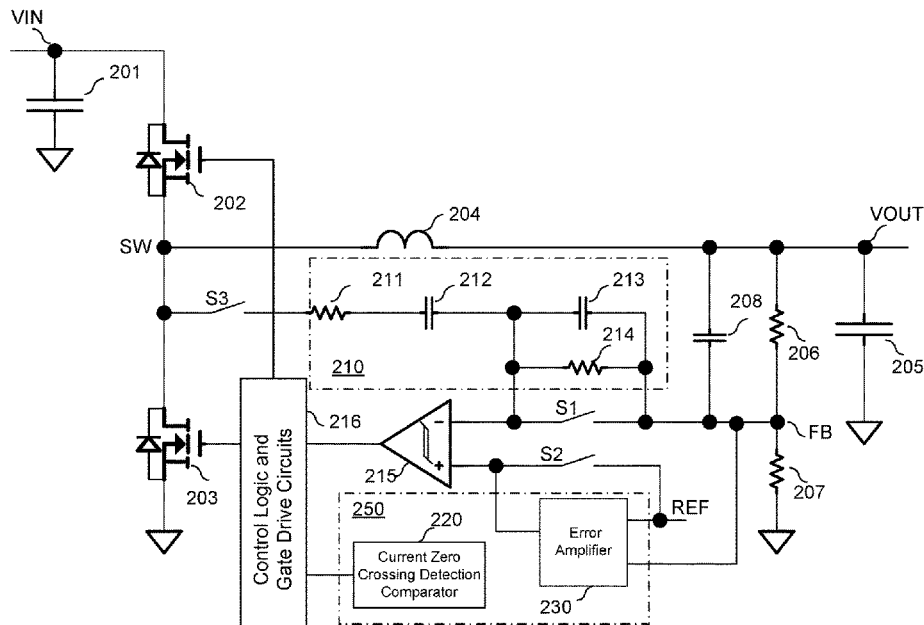 VIN
201
202
204
VOUT
SW
211
212
213
S3
208
214
206
205
210
216
S1
FB
215
S2
203
207
250
REF
220
Control Logic and
Gate Drive Circuits
Current Zero
Crossing Detection
Comparator
Error
Amplifier
230